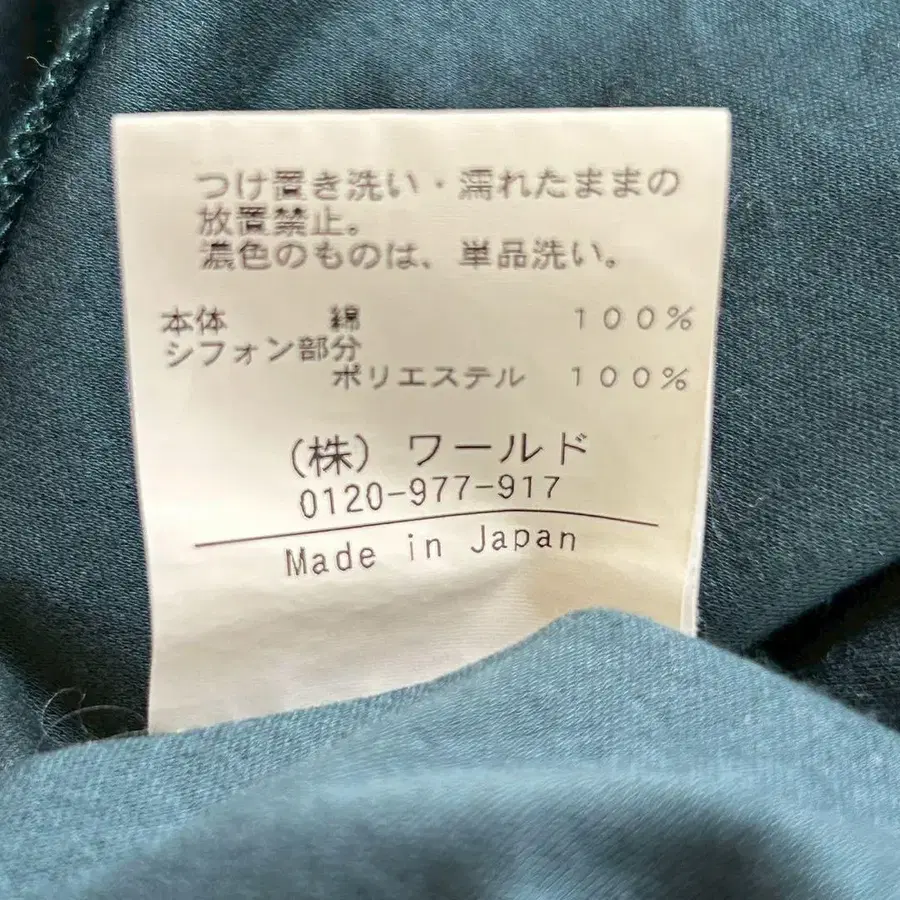 つけ置き洗い・濡れたままの
放置禁止。
濃色のものは、単品洗い。
本体 綿 １００％
シフォン部分
ポリエステル １００％
（株）ワールド
0120-977-917
Made in Japan